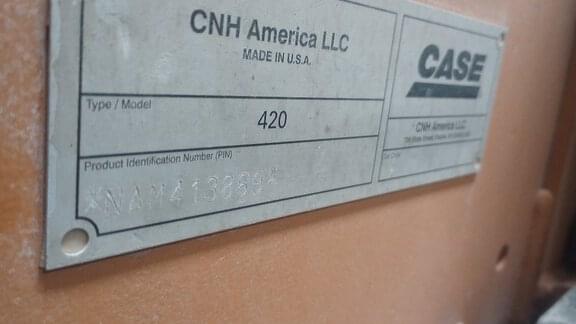 CNH America LLC
MADE IN U.S.A.
Type / Model
420
Product Identification Number (PIN)
CASE
CNH America LLC